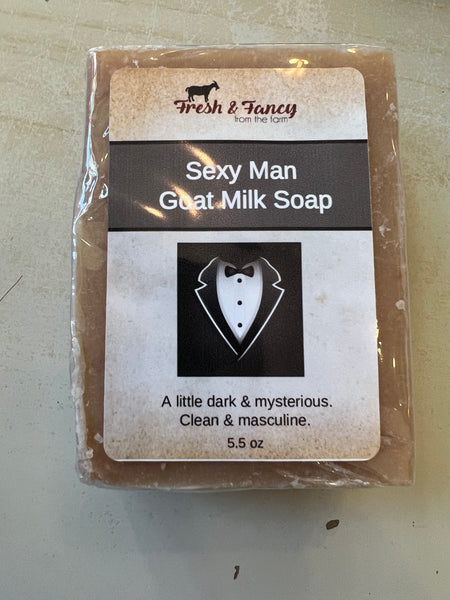 Fresh & Fancy
from the farm
Sexy Man
Goat Milk Soap
A little dark & mysterious.
Clean & masculine.
5.5 oz